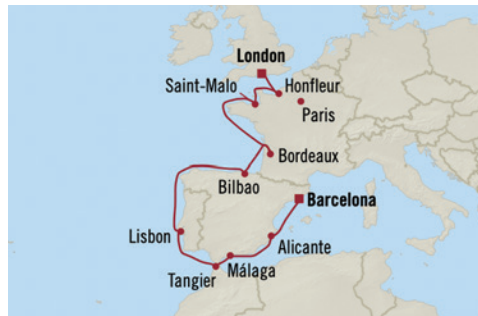 London
Saint-Malo
Honfleur
Paris
Bordeaux
Bilbao
Barcelona
Lisbon
Alicante
Tangier
Málaga